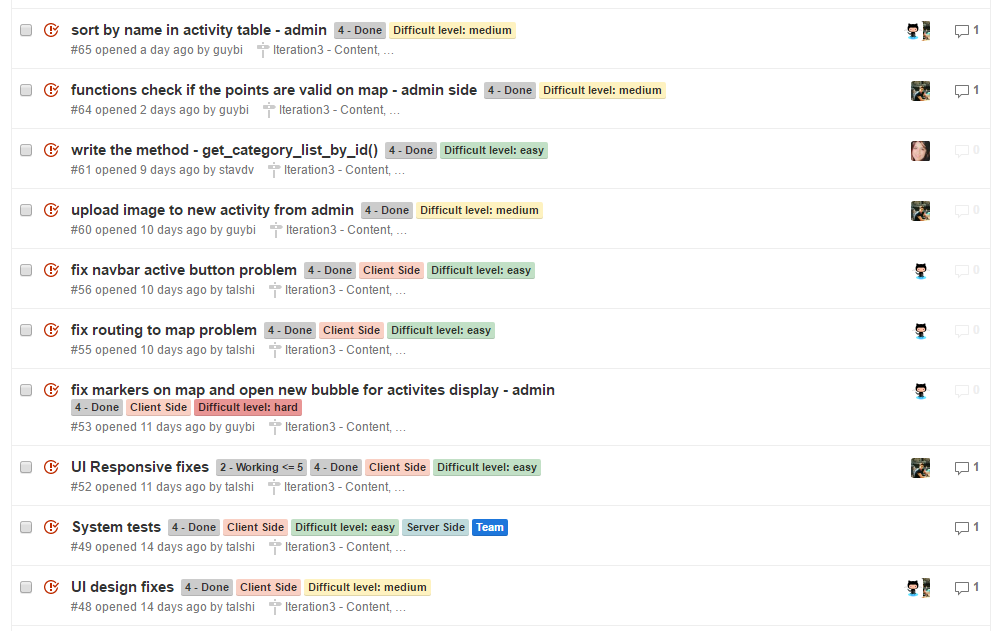 sort by name in activity table - admin 4 - Done Difficult level: medium 1
#65 opened a day ago by guybi Iteration3 - Content, ...
functions check if the points are valid on map - admin side 4 - Done Difficult level: medium 1
#64 opened 2 days ago by guybi Iteration3 - Content, ...
write the method - get_category_list_by_id() 4 - Done Difficult level: easy 0
#61 opened 9 days ago by stavdv Iteration3 - Content, ...
upload image to new activity from admin 4 - Done Difficult level: medium 0
#60 opened 10 days ago by guybi Iteration3 - Content, ...
fix navbar active button problem 4 - Done Client Side Difficult level: easy 0
#56 opened 10 days ago by talshi Iteration3 - Content, ...
fix routing to map problem 4 - Done Client Side Difficult level: easy 0
#55 opened 10 days ago by talshi Iteration3 - Content, ...
fix markers on map and open new bubble for activites display - admin 0
4 - Done Client Side Difficult level: hard
#53 opened 11 days ago by guybi Iteration3 - Content, ...
UI Responsive fixes 2 - Working <= 5 4 - Done Client Side Difficult level: easy 1
#52 opened 11 days ago by talshi Iteration3 - Content, ...
System tests 4 - Done Client Side Difficult level: easy Server Side Team 1
#49 opened 14 days ago by talshi Iteration3 - Content, ...
UI design fixes 4 - Done Client Side Difficult level: medium 1
#48 opened 14 days ago by talshi Iteration3 - Content, ...